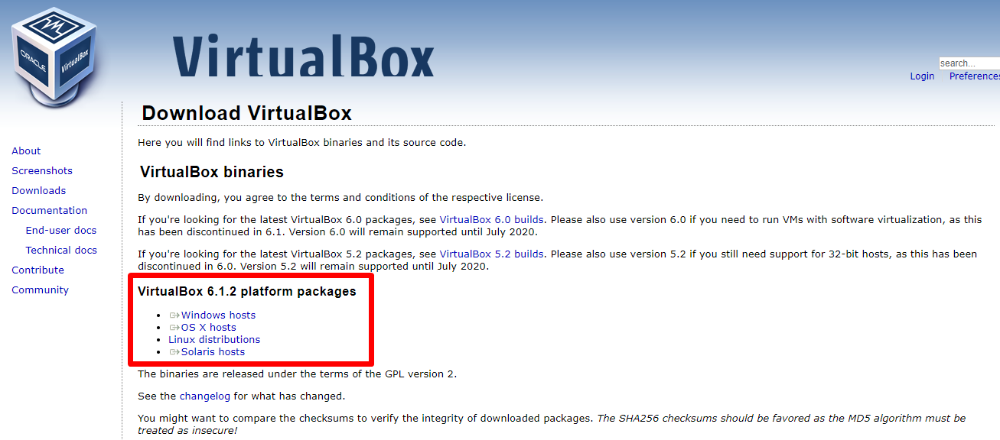 ORACLE
VirtualBox
VirtualBox
search...
Login Preferences
Download VirtualBox
Here you will find links to VirtualBox binaries and its source code.
About
Screenshots
Downloads
Documentation
End-user docs
Technical docs
Contribute
Community
VirtualBox binaries
By downloading, you agree to the terms and conditions of the respective license.
If you're looking for the latest VirtualBox 6.0 packages, see VirtualBox 6.0 builds. Please also use version 6.0 if you need to run VMs with software virtualization, as this
has been discontinued in 6.1. Version 6.0 will remain supported until July 2020.
If you're looking for the latest VirtualBox 5.2 packages, see VirtualBox 5.2 builds. Please also use version 5.2 if you still need support for 32-bit hosts, as this has been
discontinued in 6.0. Version 5.2 will remain supported until July 2020.
VirtualBox 6.1.2 platform packages
Windows hosts
OS X hosts
Linux distributions
Solaris hosts
The binaries are released under the terms of the GPL version 2.
See the changelog for what has changed.
You might want to compare the checksums to verify the integrity of downloaded packages. The SHA256 checksums should be favored as the MD5 algorithm must be
treated as insecure!